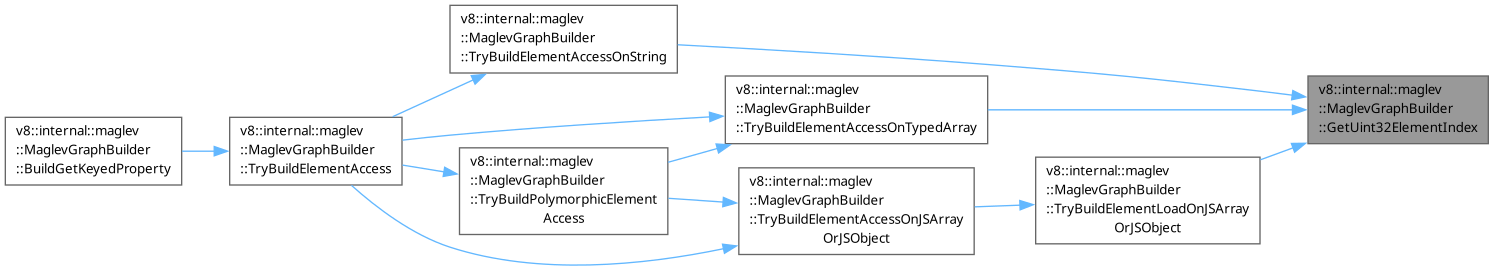 v8::internal::maglev
::MaglevGraphBuilder
::BuildGetKeyedProperty
v8::internal::maglev
::MaglevGraphBuilder
::TryBuildElementAccess
v8::internal::maglev
::MaglevGraphBuilder
::TryBuildElementAccessOnString
v8::internal::maglev
::MaglevGraphBuilder
::TryBuildPolymorphicElement
Access
v8::internal::maglev
::MaglevGraphBuilder
::TryBuildElementAccessOnTypedArray
v8::internal::maglev
::MaglevGraphBuilder
::TryBuildElementAccessOnJSArray
OrJSObject
v8::internal::maglev
::MaglevGraphBuilder
::TryBuildElementLoadOnJSArray
OrJSObject
v8::internal::maglev
::MaglevGraphBuilder
::GetUint32ElementIndex